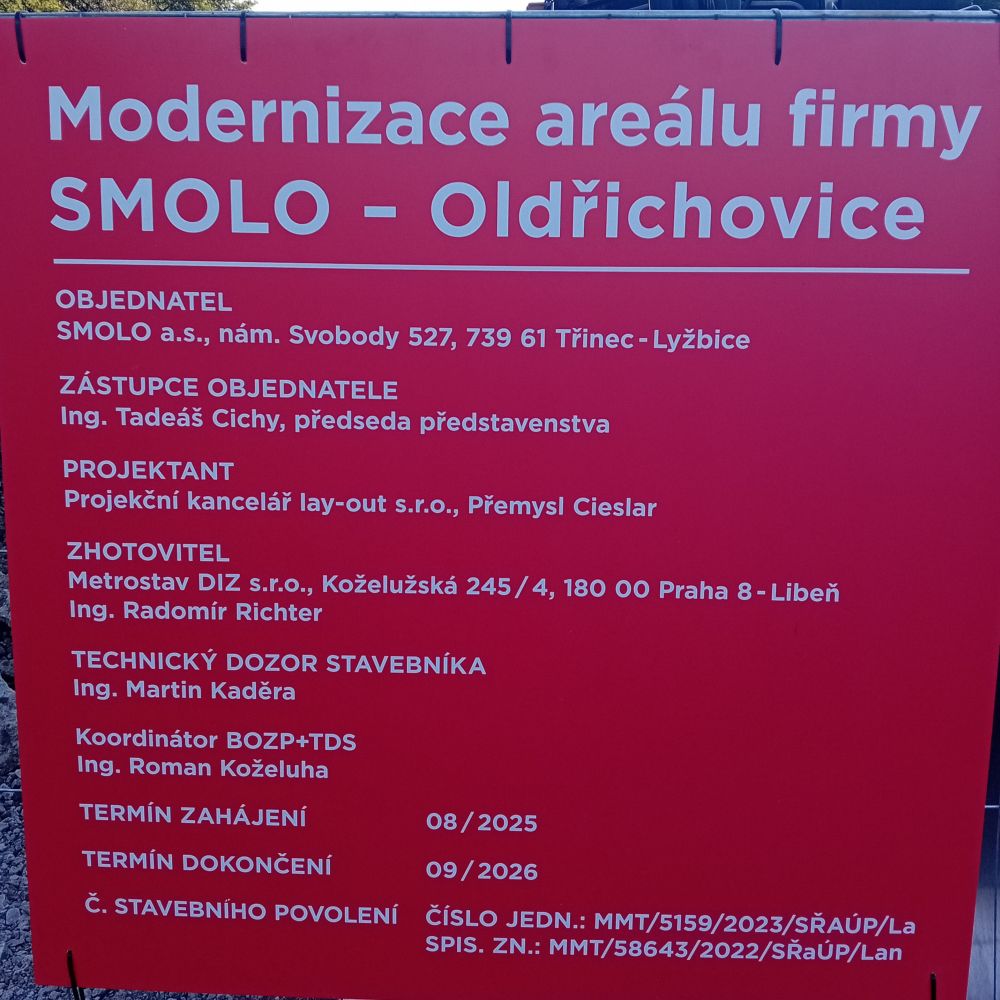 Modernizace areálu firmy
SMOLO – Oldřichovice
OBJEDNATEL
SMOLO a.s., nám. Svobody 527, 739 61 Třinec-Lyžbice
ZÁSTUPCE OBJEDNATELE
Ing. Tadeáš Cichy, předseda představenstva
PROJEKTANT
Projekční kancelář lay-out s.r.o., Přemysl Cieslar
ZHOTOVITEL
Metrostav DIZ s.r.o., Koželužská 245/4, 180 00 Praha 8-Libeň
Ing. Radomír Richter
TECHNICKÝ DOZOR STAVEBNÍKA
Ing. Martin Kaděra
Koordinátor BOZP+TDS
Ing. Roman Koželuha
TERMÍN ZAHÁJENÍ 08/2025
TERMÍN DOKONČENÍ 09/2026
Č. STAVEBNÍHO POVOLENÍ ČÍSLO JEDN.: MMT/5159/2023/SŘAÚP/La
SPIS. ZN.: MMT/58643/2022/SŘaÚP/Lan